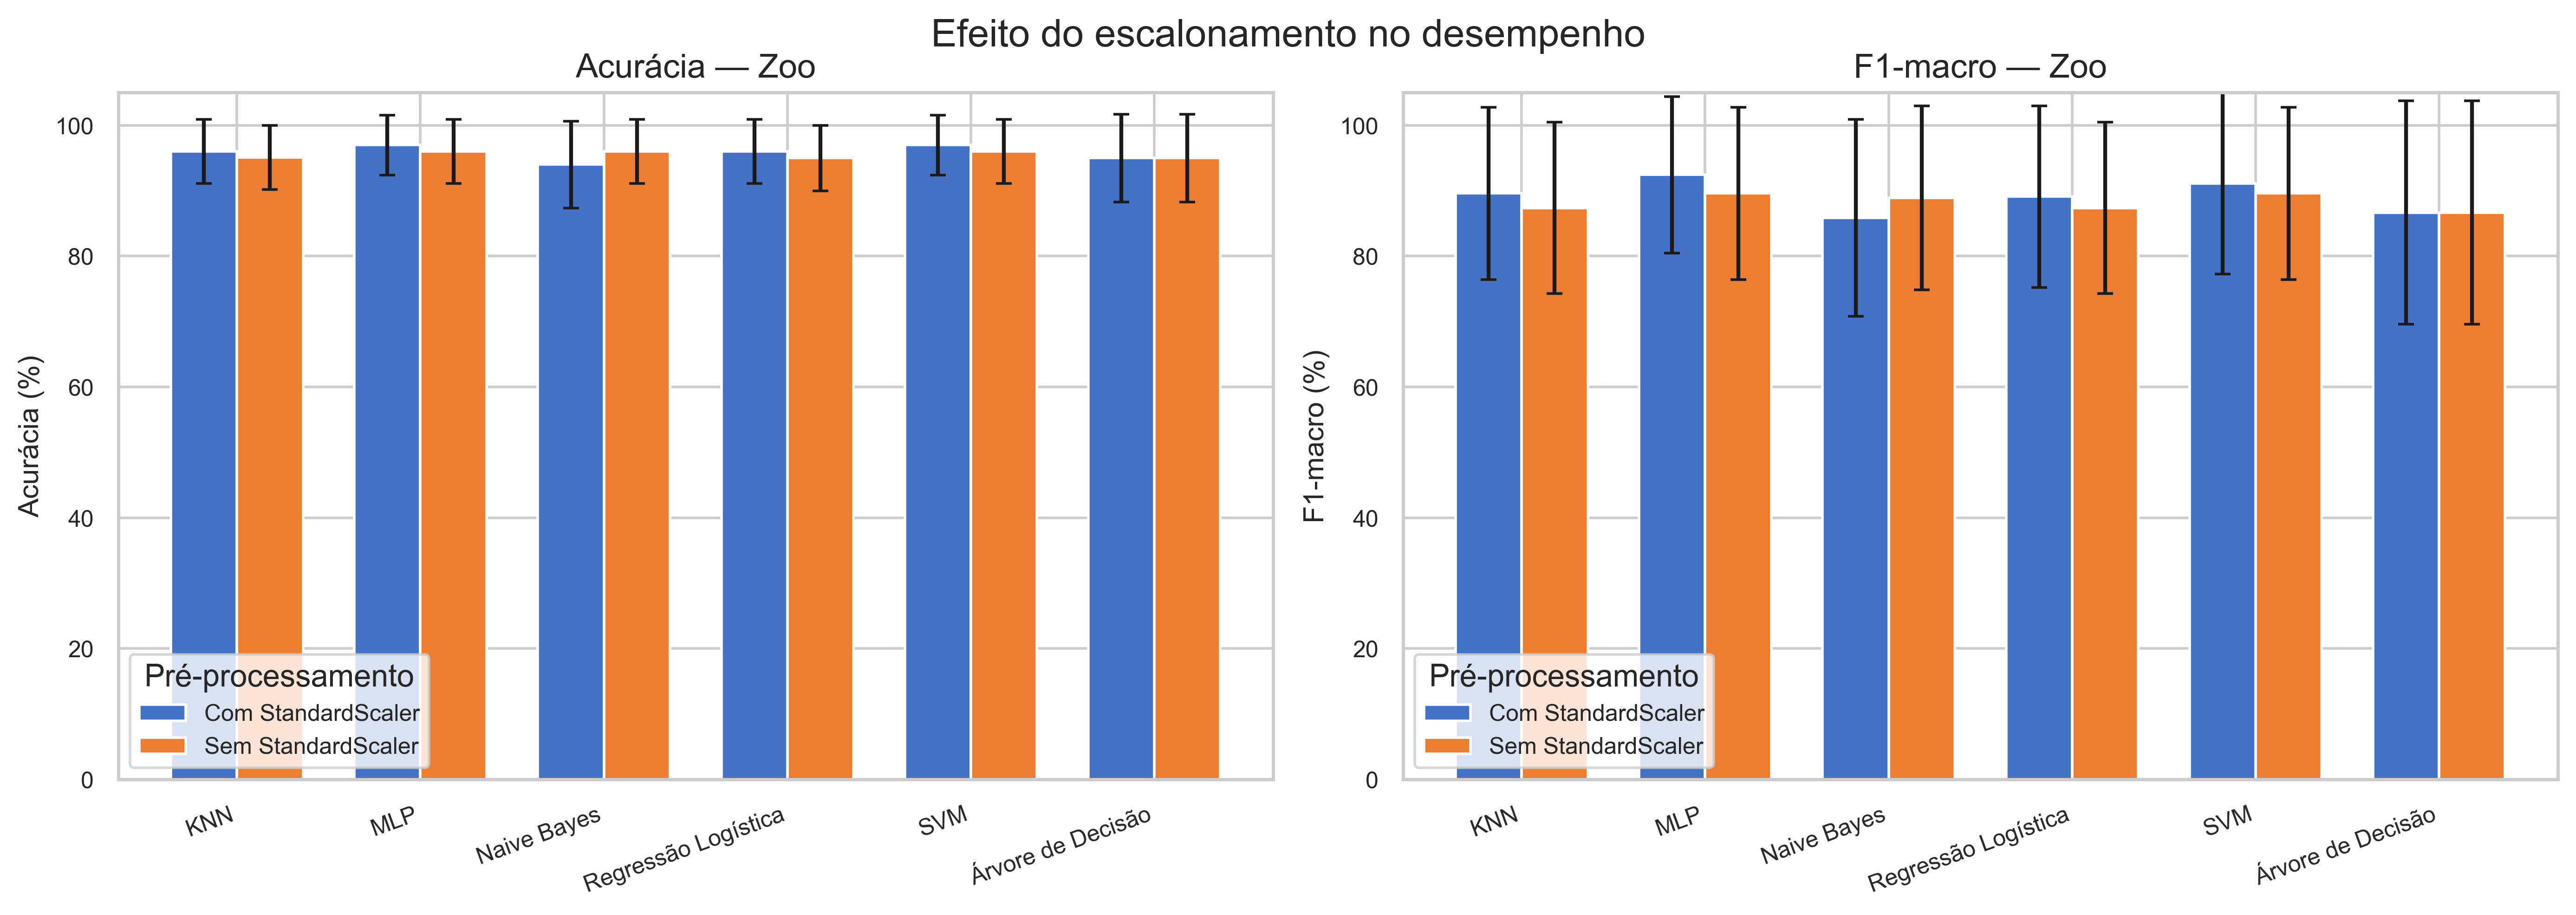 Efeito do escalonamento no desempenho
Acurácia — Zoo
Acurácia (%)
100
80
60
40
20
0
Pré-processamento
Com StandardScaler
Sem StandardScaler
KNN
MLP
Naive Bayes
Regressão Logística
SVM
Árvore de Decisão
F1-macro — Zoo
F1-macro (%)
100
80
60
40
20
0
Pré-processamento
Com StandardScaler
Sem StandardScaler
KNN
MLP
Naive Bayes
Regressão Logística
SVM
Árvore de Decisão